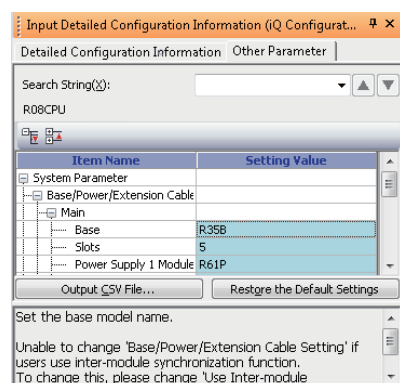 Input Detailed Configuration Information (iQ Configurat...
Detailed Configuration Information Other Parameter
Search String(X):
R08CPU
Item Name Setting Value
System Parameter
Base/Power/Extension Cable
Main
Base R35B
Slots 5
Power Supply 1 Module R61P
Output CSV File... Restore the Default Settings
Set the base model name.
Unable to change 'Base/Power/Extension Cable Setting' if
users use inter-module synchronization function.
To change this, please change 'Use Inter-module